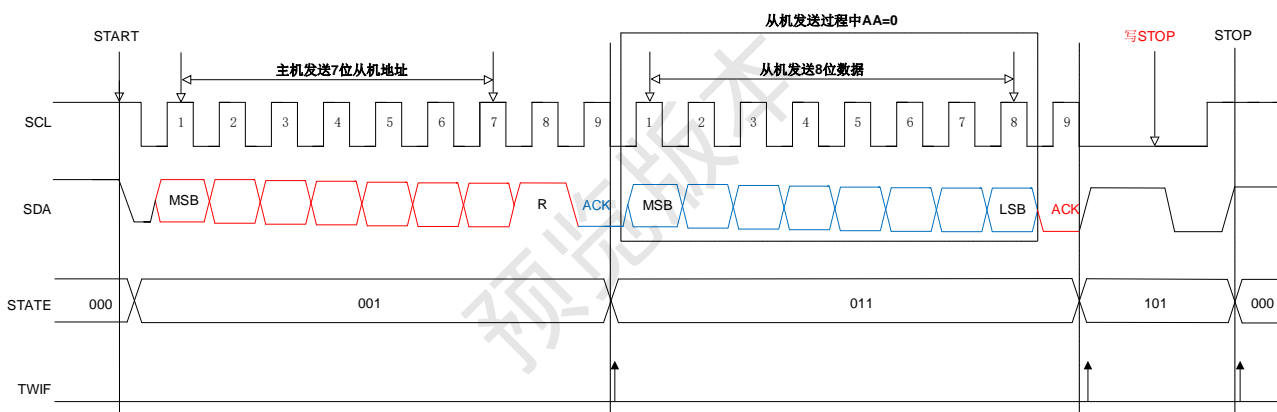 从机发送过程中AA=0
START
写STOP
STOP
主机发送7位从机地址
从机发送8位数据
SCL
1 2 3 4 5 6 7 8 9 1 2 3 4 5 6 7 8 9
SDA
MSB R ACK MSB LSB ACK
STATE
000 001 011 101 000
TWIF
预览版本